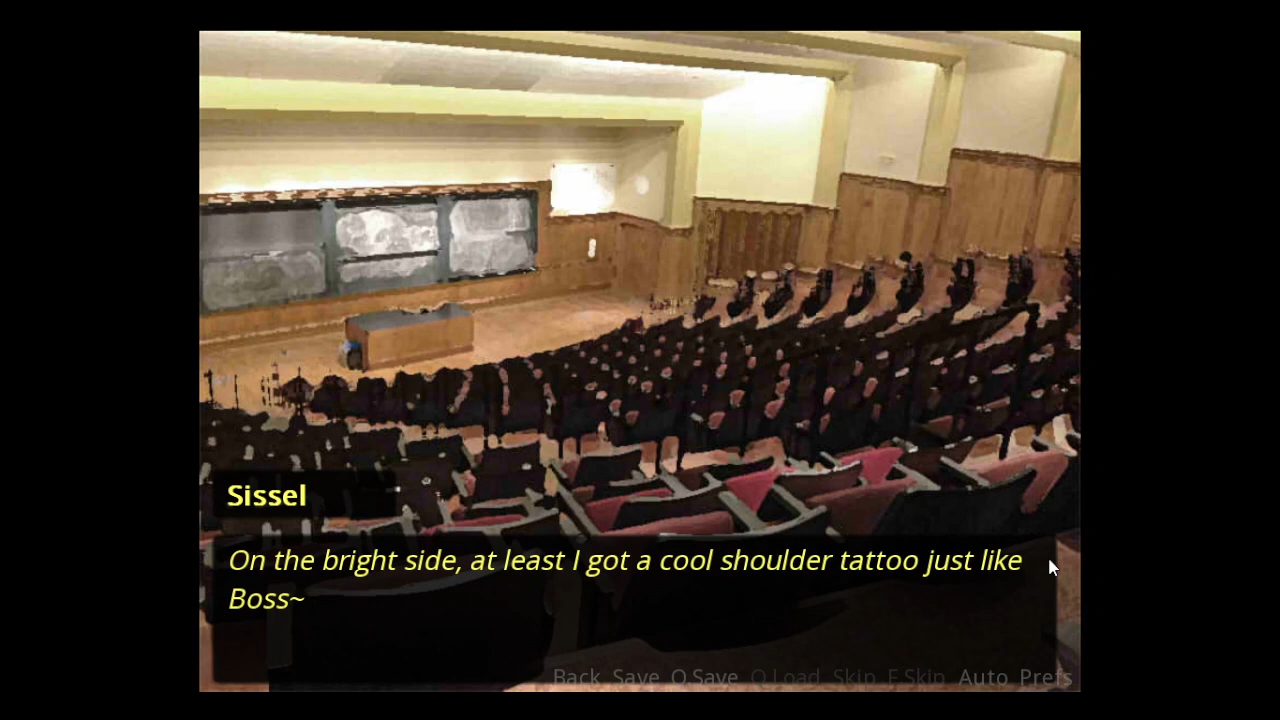 Sissel
On the bright side, at least I got a cool shoulder tattoo just like
Boss~
Back Save Q.Save Q.Load Skip F.Skip Auto Prefs